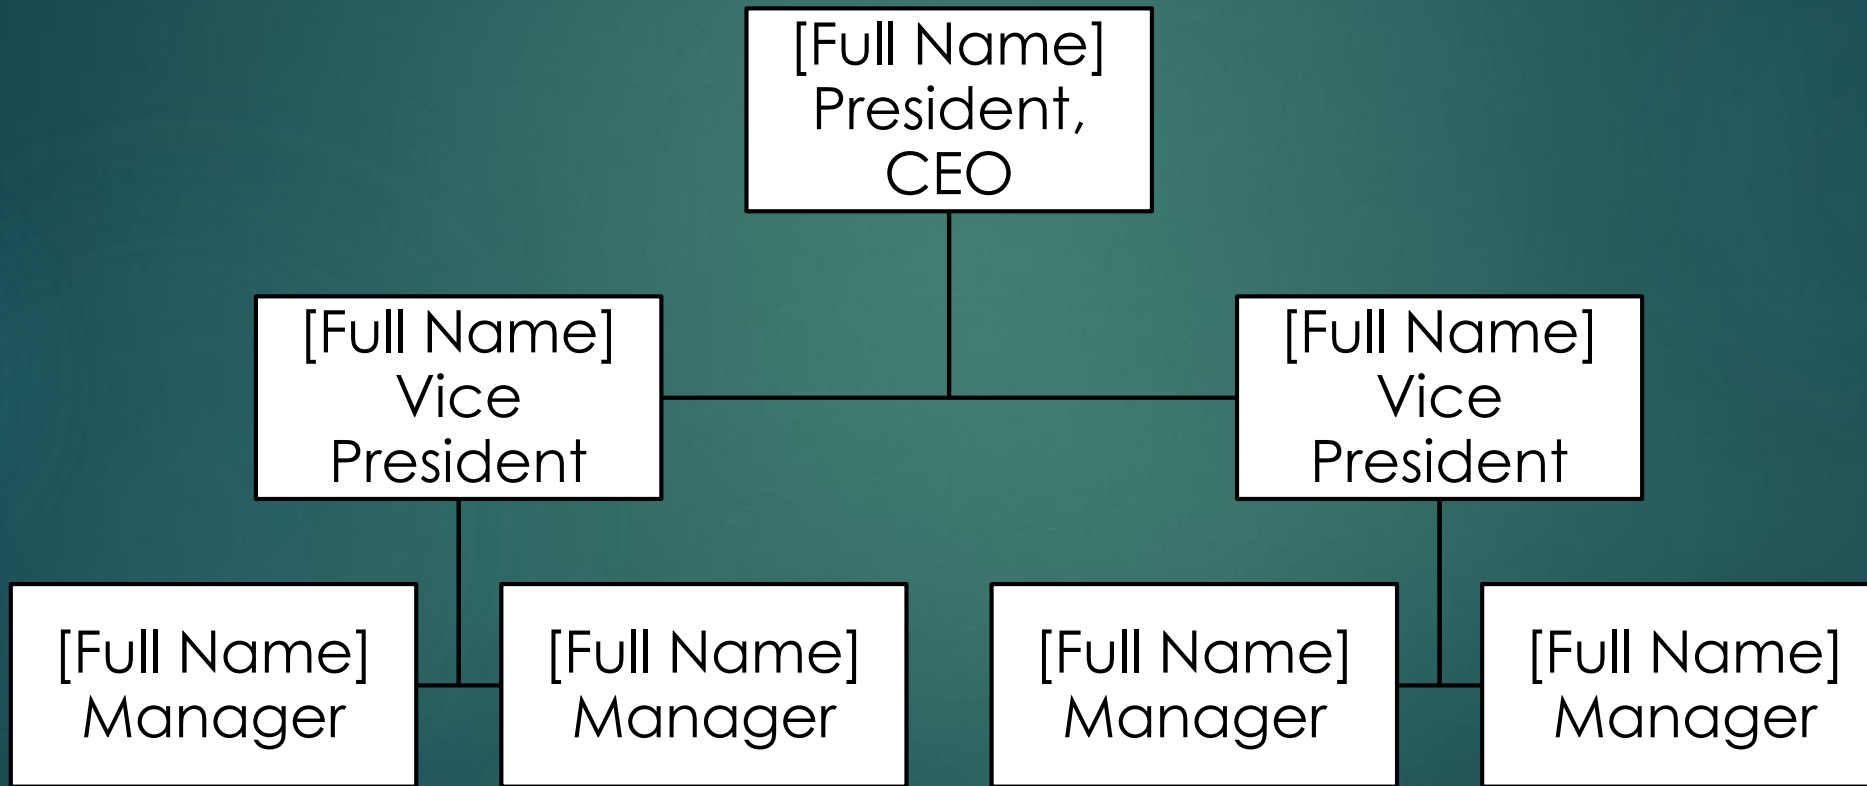 [Full Name]
President,
CEO
[Full Name]
Vice
President
[Full Name]
Vice
President
[Full Name]
Manager
[Full Name]
Manager
[Full Name]
Manager
[Full Name]
Manager